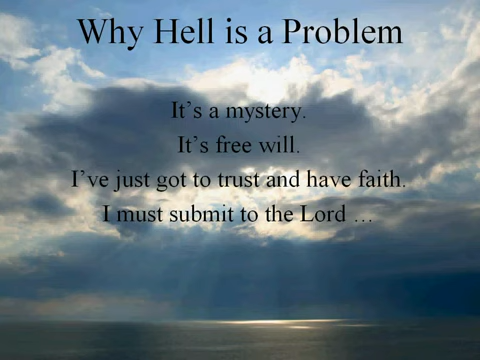 Why Hell is a Problem
It’s a mystery.
It’s free will.
I’ve just got to trust and have faith.
I must submit to the Lord …